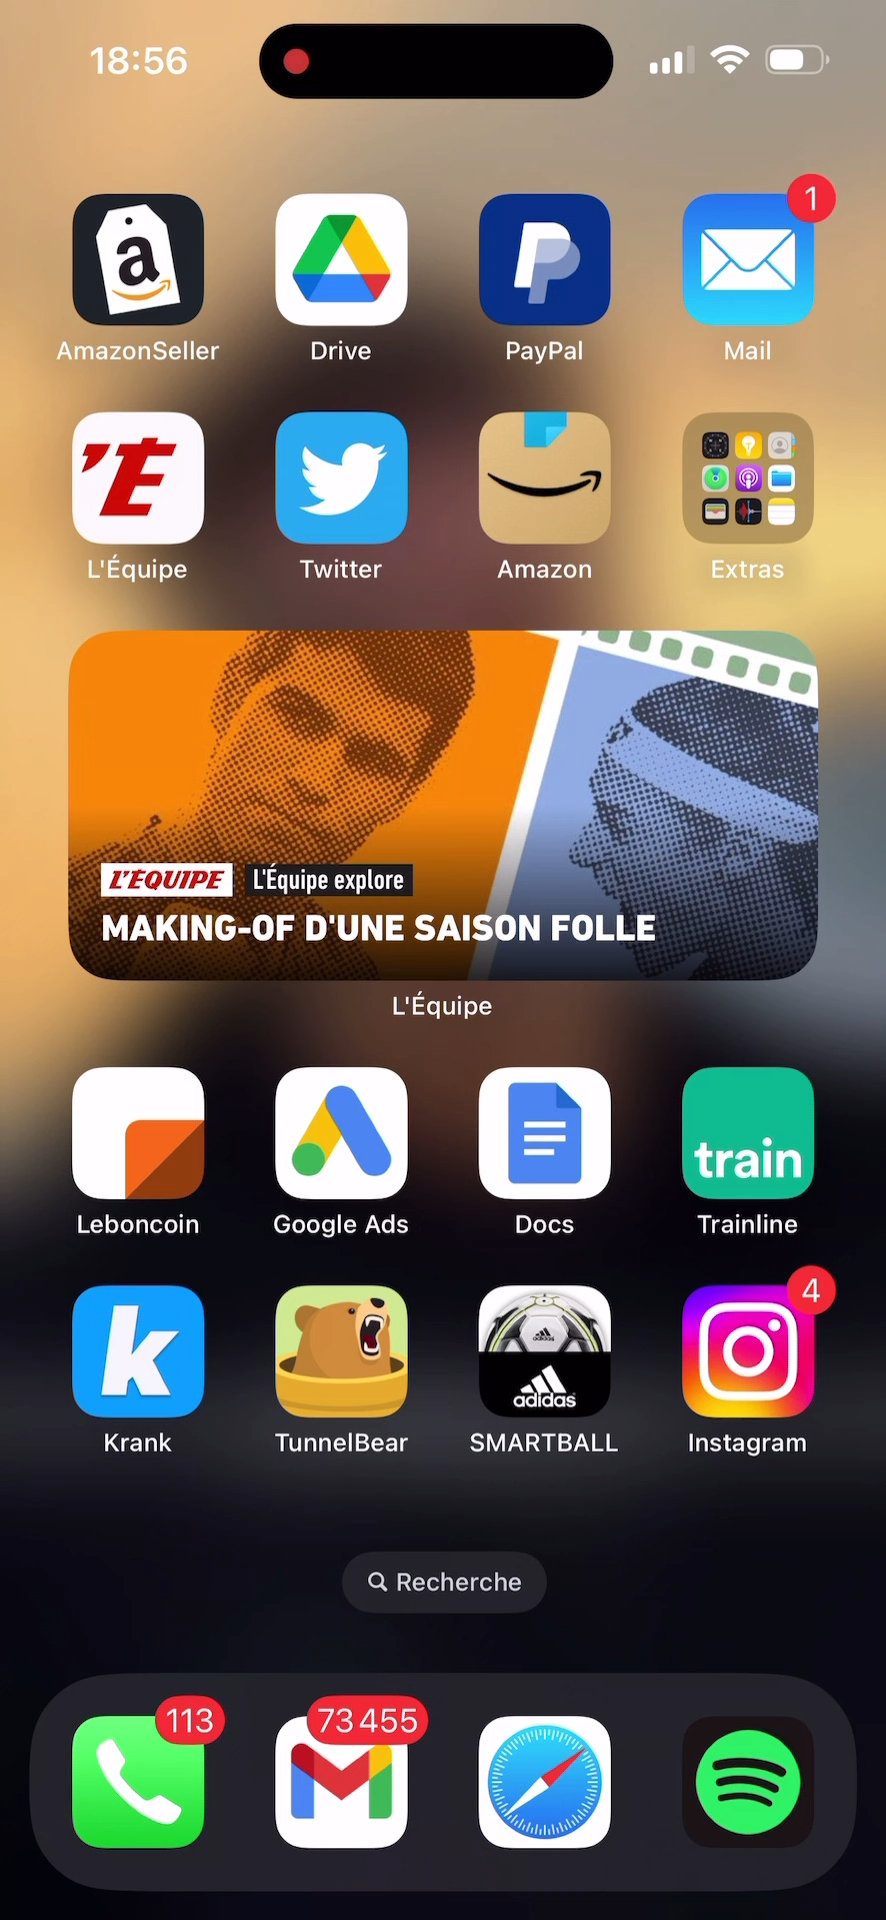 18:56
1
AmazonSeller
Drive
PayPal
Mail
L'Équipe
Twitter
Amazon
Extras
L'ÉQUIPE
L'Équipe explore
MAKING-OF D'UNE SAISON FOLLE
L'Équipe
train
Leboncoin
Google Ads
Docs
Trainline
4
adidas
Krank
TunnelBear
SMARTBALL
Instagram
Recherche
113
73 455